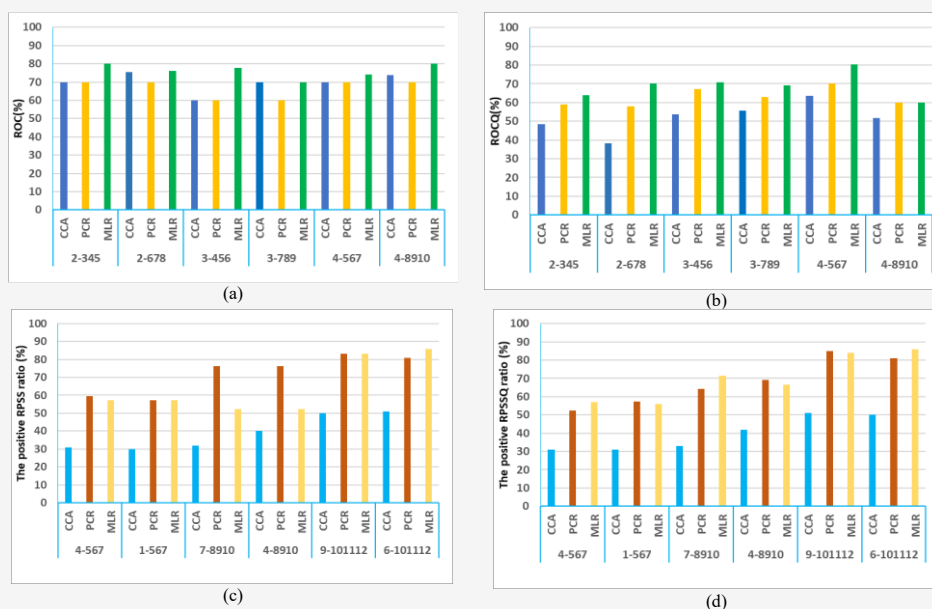 100
90
80
70
60
50
40
30
20
10
0
ROC(%)
CCA PCR MLR CCA PCR MLR CCA PCR MLR CCA PCR MLR CCA PCR MLR CCA PCR MLR
2-345 2-678 3-456 3-789 4-567 4-8910
(a)
100
90
80
70
60
50
40
30
20
10
0
ROCQ(%)
CCA PCR MLR CCA PCR MLR CCA PCR MLR CCA PCR MLR CCA PCR MLR CCA PCR MLR
2-345 2-678 3-456 3-789 4-567 4-8910
(b)
100
90
80
70
60
50
40
30
20
10
0
The positive RPSS ratio (%)
CCA PCR MLR CCA PCR MLR CCA PCR MLR CCA PCR MLR CCA PCR MLR CCA PCR MLR
4-567 1-567 7-8910 4-8910 9-101112 6-101112
(c)
100
90
80
70
60
50
40
30
20
10
0
The positive RPSSQ ratio (%)
CCA PCR MLR CCA PCR MLR CCA PCR MLR CCA PCR MLR CCA PCR MLR CCA PCR MLR
4-567 1-567 7-8910 4-8910 9-101112 6-101112
(d)